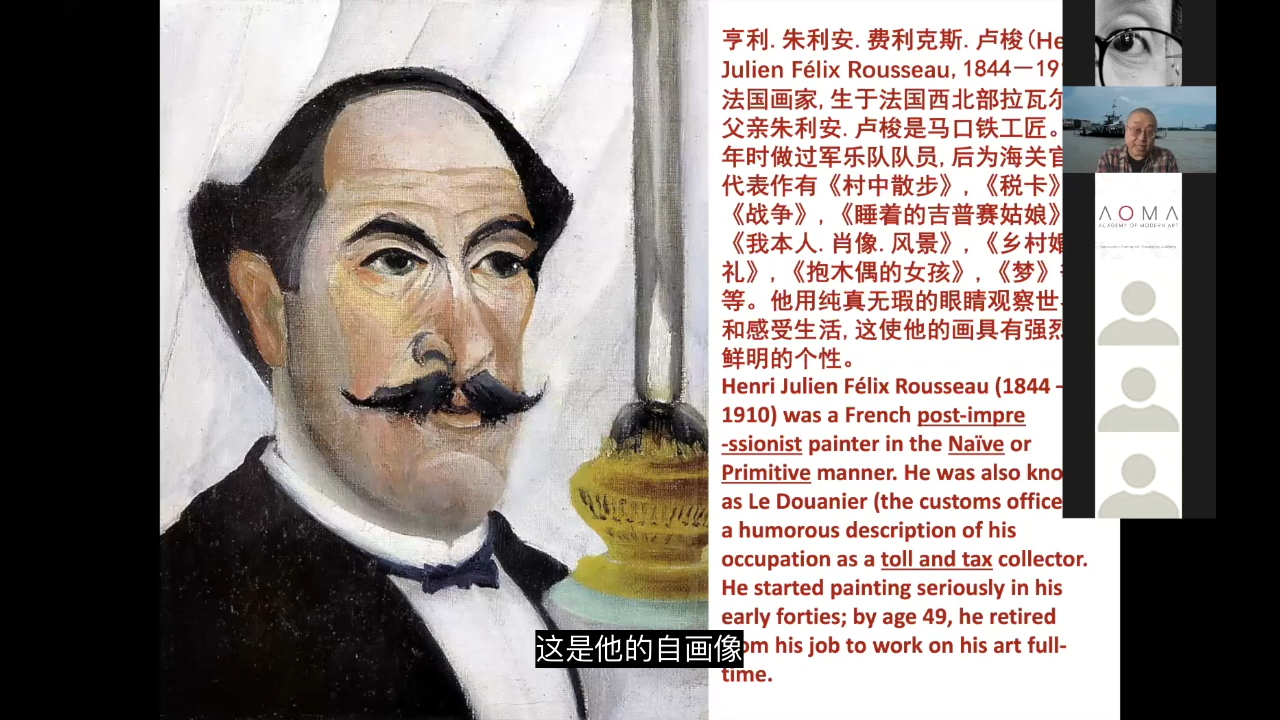 亨利. 朱利安. 费利克斯. 卢梭(He
Julien Félix Rousseau, 1844—19
法国画家, 生于法国西北部拉瓦尔
父亲朱利安. 卢梭是马口铁工匠。
年时做过军乐队队员, 后为海关官
代表作有《村中散步》, 《税卡》
《战争》, 《睡着的吉普赛姑娘》
《我本人. 肖像. 风景》, 《乡村婚
礼》, 《抱木偶的女孩》, 《梦》
等。他用纯真无瑕的眼睛观察世
和感受生活, 这使他的画具有强烈
鲜明的个性。
Henri Julien Félix Rousseau (1844 –
1910) was a French post-impre
-ssionist painter in the Naïve or
Primitive manner. He was also kno
as Le Douanier (the customs office
a humorous description of his
occupation as a toll and tax collector.
He started painting seriously in his
early forties; by age 49, he retired
om his job to work on his art full-
time.
这是他的自画像
AOMA
ACADEMY OF MODERN ART